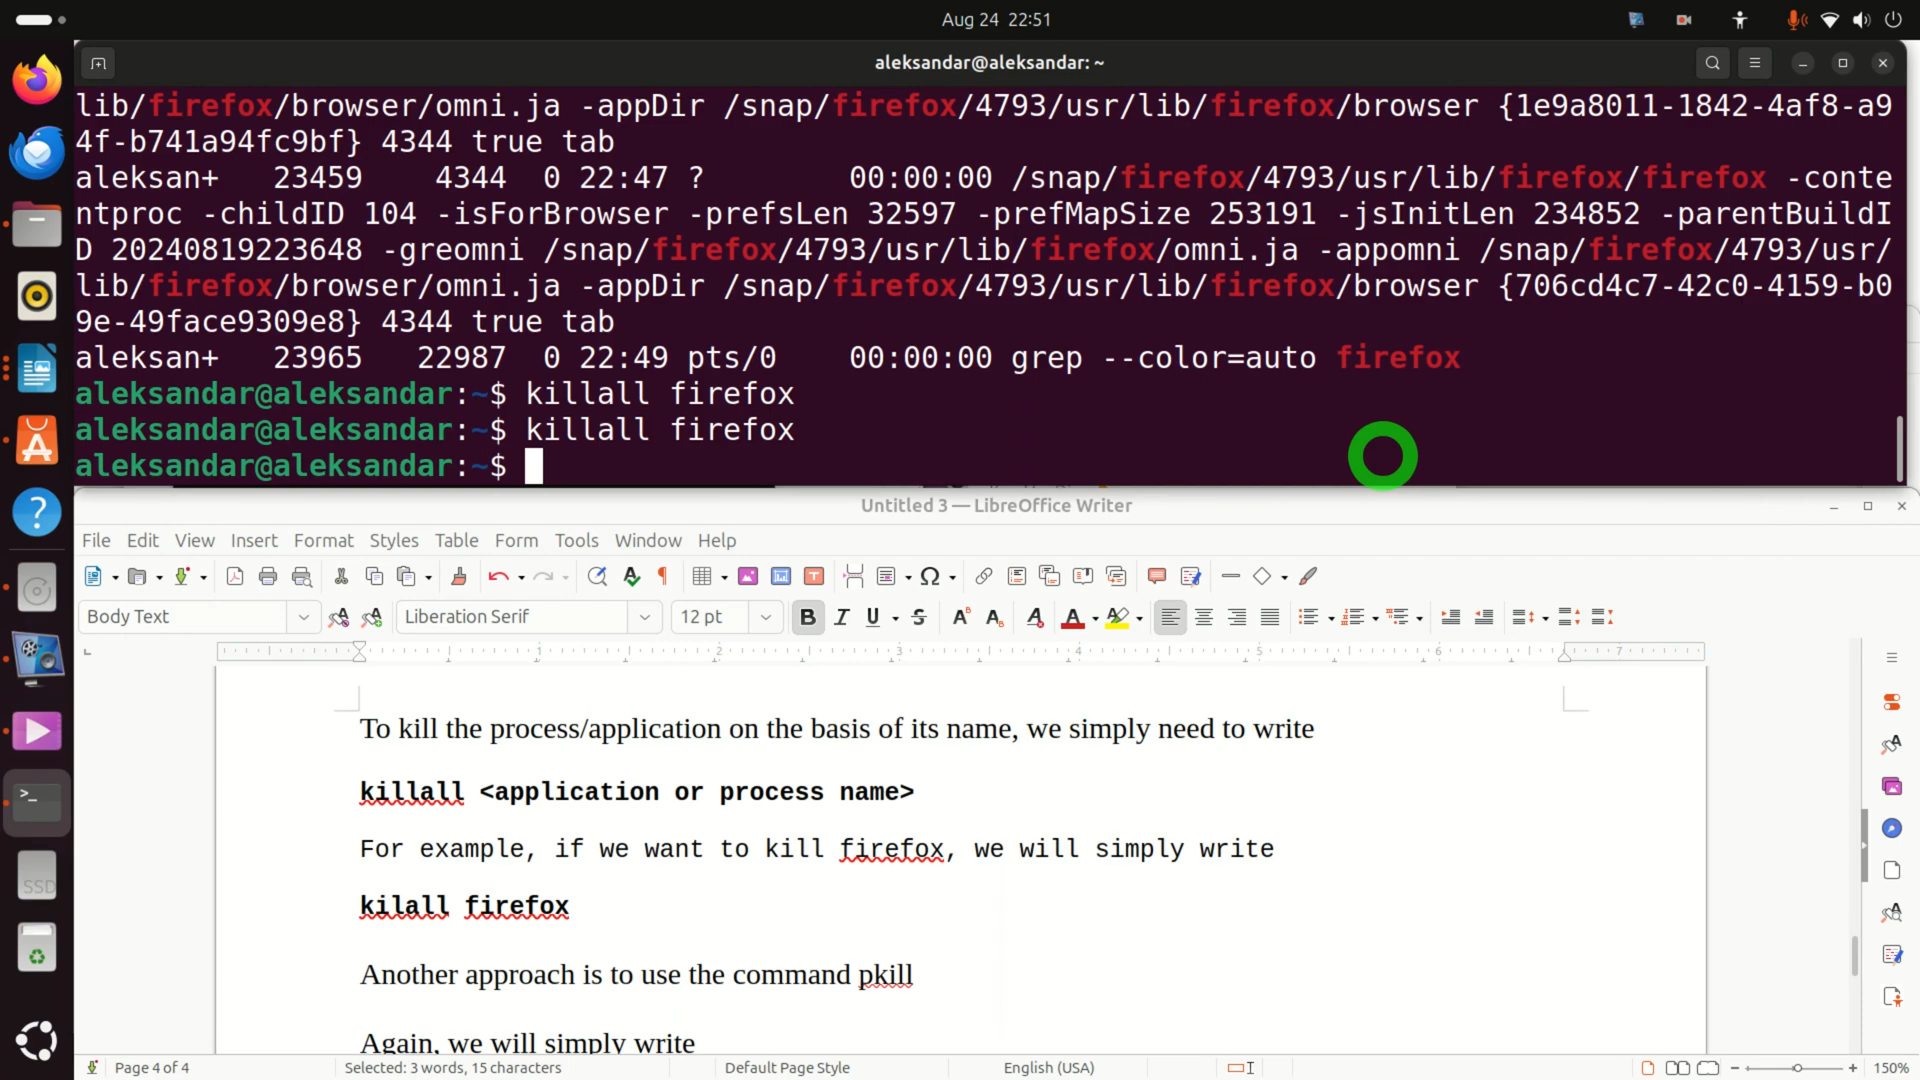 Aug 24 22:51
aleksandar@aleksandar: ~
lib/firefox/browser/omni.ja -appDir /snap/firefox/4793/usr/lib/firefox/browser {1e9a8011-1842-4af8-a9
4f-b741a94fc9bf} 4344 true tab
aleksan+ 23459 4344 0 22:47 ? 00:00:00 /snap/firefox/4793/usr/lib/firefox/firefox -conte
ntproc -childID 104 -isForBrowser -prefsLen 32597 -prefMapSize 253191 -jsInitLen 234852 -parentBuildI
D 20240819223648 -greomni /snap/firefox/4793/usr/lib/firefox/omni.ja -appomni /snap/firefox/4793/usr/
lib/firefox/browser/omni.ja -appDir /snap/firefox/4793/usr/lib/firefox/browser {706cd4c7-42c0-4159-b0
9e-49face9309e8} 4344 true tab
aleksan+ 23965 22987 0 22:49 pts/0 00:00:00 grep --color=auto firefox
aleksandar@aleksandar:~$ killall firefox
aleksandar@aleksandar:~$ killall firefox
aleksandar@aleksandar:~$
Untitled 3 — LibreOffice Writer
File Edit View Insert Format Styles Table Form Tools Window Help
Body Text Liberation Serif 12 pt
1 2 3 4 5 6 7
To kill the process/application on the basis of its name, we simply need to write
killall <application or process name>
For example, if we want to kill firefox, we will simply write
kilall firefox
Another approach is to use the command pkill
Again, we will simply write
SSD
Page 4 of 4 Selected: 3 words, 15 characters Default Page Style English (USA) 150%